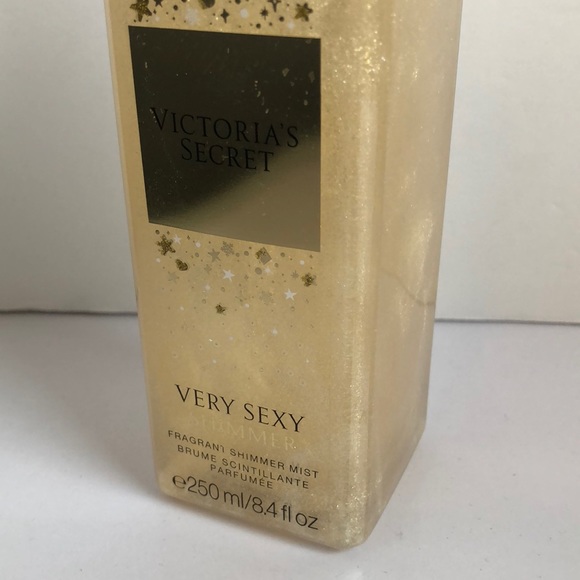 VICTORIA'S
SECRET
VERY SEXY
SHIMMER
FRAGRANT SHIMMER MIST
BRUME SCINTILLANTE
PARFUMÉE
℮250 ml/8.4 fl oz